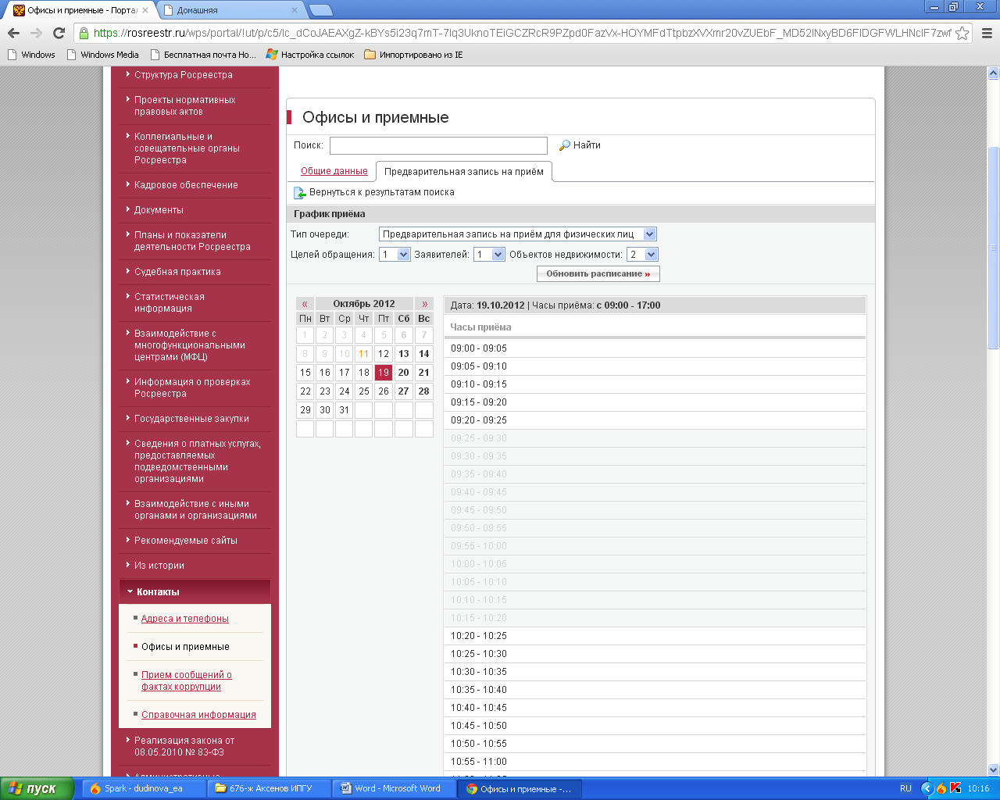 Офисы и приемные - Портал
Домашняя
https://rosreestr.ru/wps/portal/!ut/p/c5/
Windows
Windows Media
Бесплатная почта Ho...
Настройка ссылок
Импортировано из IE
Структура Росреестра
Проекты нормативных
правовых актов
Коллегиальные и
совещательные органы
Росреестра
Кадровое обеспечение
Документы
Планы и показатели
деятельности Росреестра
Судебная практика
Статистическая
информация
Взаимодействие с
многофункциональными
центрами (МФЦ)
Информация о проверках
Росреестра
Государственные закупки
Сведения о платных услугах,
предоставляемых
подведомственными
организациями
Взаимодействие с иными
органами и организациями
Рекомендуемые сайты
Из истории
Контакты
Адреса и телефоны
Офисы и приемные
Прием сообщений о
фактах коррупции
Справочная информация
Реализация закона от
08.05.2010 № 83-ФЗ
Офисы и приемные
Поиск: Найти
Общие данные Предварительная запись на приём
Вернуться к результатам поиска
График приёма
Тип очереди: Предварительная запись на приём для физических лиц
Целей обращения: 1 Заявителей: 1 Объектов недвижимости: 2
Обновить расписание »
« Октябрь 2012 »
Пн Вт Ср Чт Пт Сб Вс
1 2 3 4 5 6 7
8 9 10 11 12 13 14
15 16 17 18 19 20 21
22 23 24 25 26 27 28
29 30 31
Дата: 19.10.2012 | Часы приёма: с 09:00 - 17:00
Часы приёма
09:00 - 09:05
09:05 - 09:10
09:10 - 09:15
09:15 - 09:20
09:20 - 09:25
09:25 - 09:30
09:30 - 09:35
09:35 - 09:40
09:40 - 09:45
09:45 - 09:50
09:50 - 09:55
09:55 - 10:00
10:00 - 10:05
10:05 - 10:10
10:10 - 10:15
10:15 - 10:20
10:20 - 10:25
10:25 - 10:30
10:30 - 10:35
10:35 - 10:40
10:40 - 10:45
10:45 - 10:50
10:50 - 10:55
10:55 - 11:00
пуск
Spark - dudinova_ea
676-ж Аксенов ИПГУ
Word - Microsoft Word
Офисы и приемные -...
RU
10:16